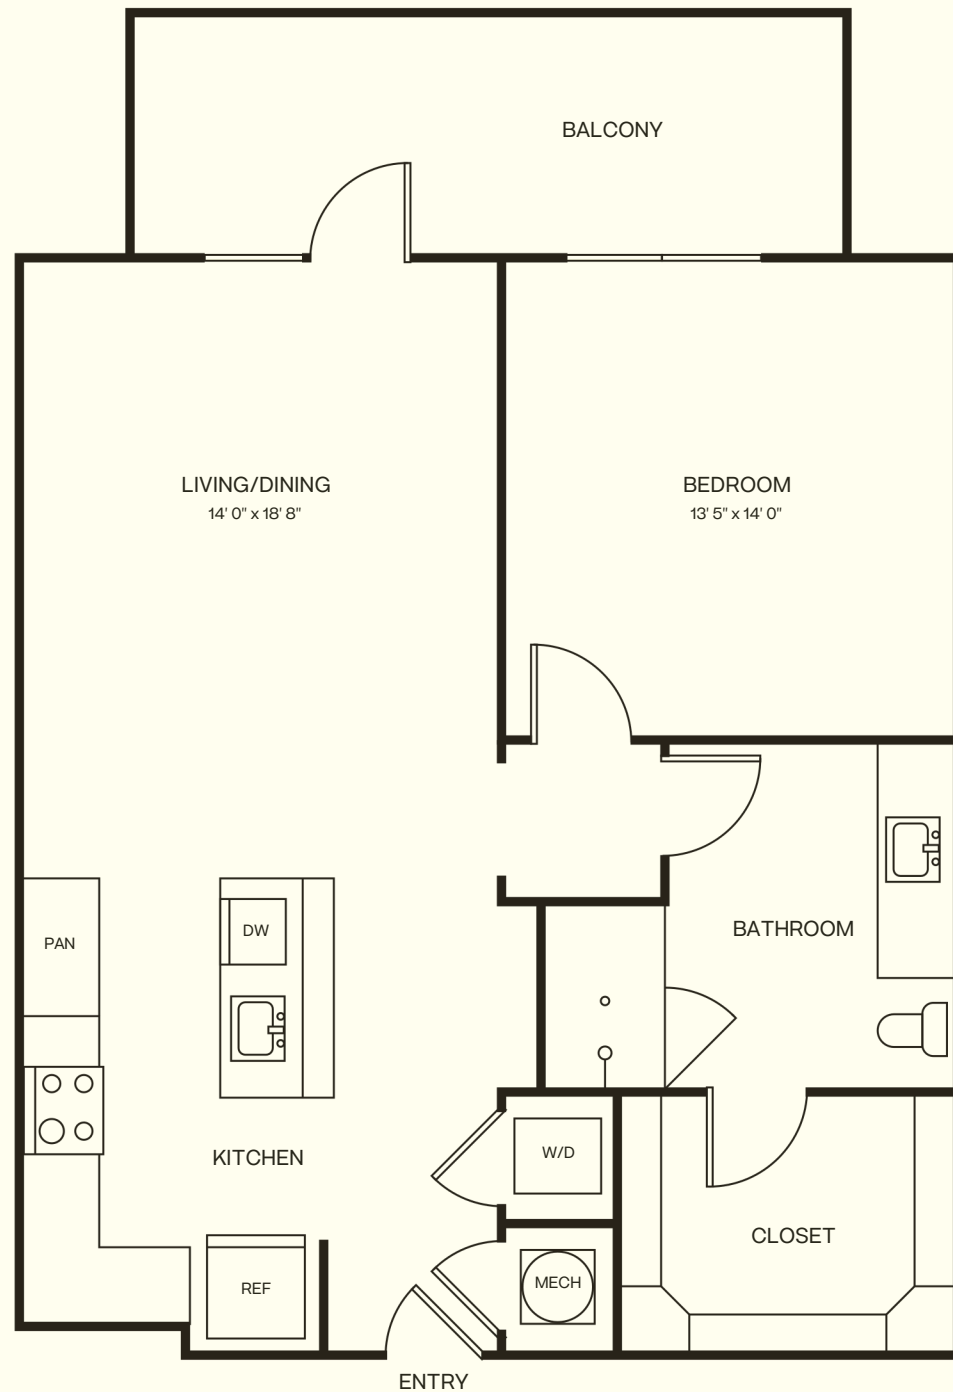 BALCONY
LIVING/DINING
14' 0" x 18' 8"
BEDROOM
13' 5" x 14' 0"
PAN
DW
BATHROOM
KITCHEN
W/D
CLOSET
REF
MECH
ENTRY